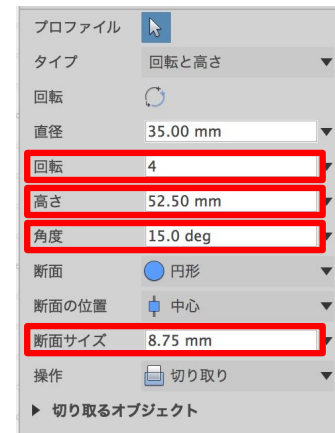 プロファイル
タイプ 回転と高さ
回転
直径 35.00 mm
回転 4
高さ 52.50 mm
角度 15.0 deg
断面 円形
断面の位置 中心
断面サイズ 8.75 mm
操作 切り取り
切り取るオブジェクト